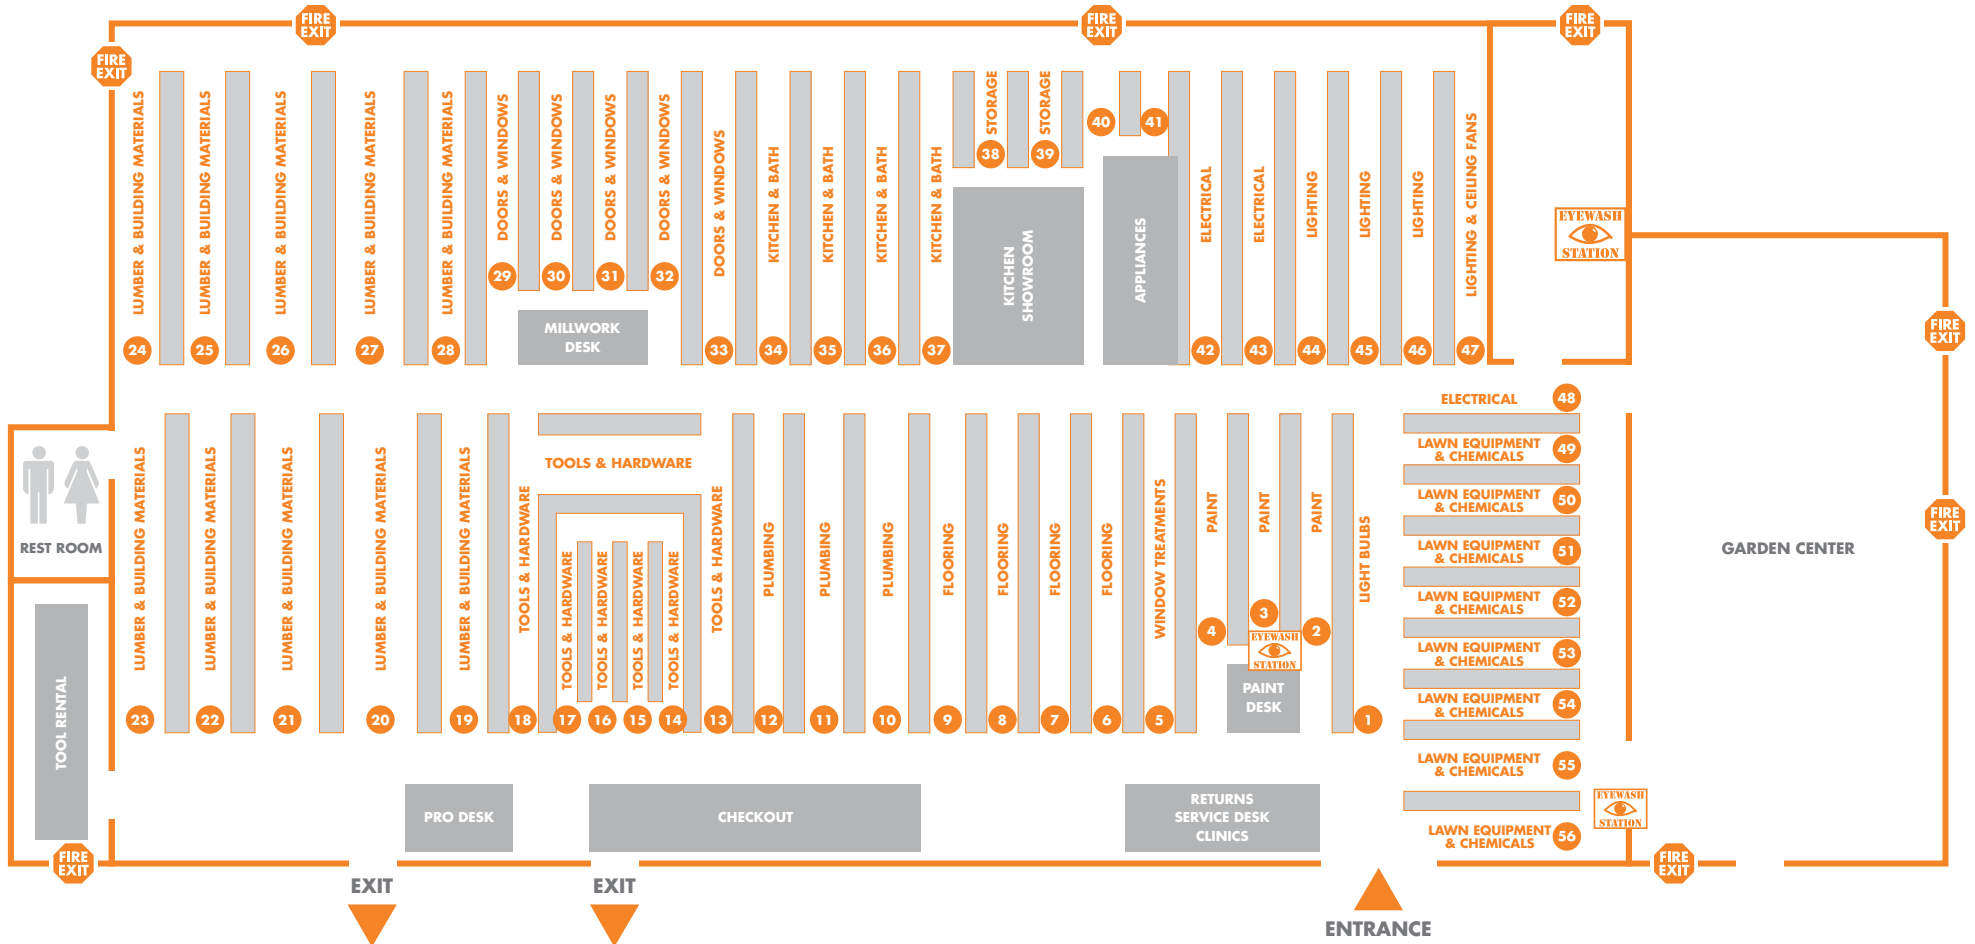 FIRE
EXIT
FIRE
EXIT
FIRE
EXIT
FIRE
EXIT
LUMBER & BUILDING MATERIALS
24
LUMBER & BUILDING MATERIALS
25
LUMBER & BUILDING MATERIALS
26
LUMBER & BUILDING MATERIALS
27
LUMBER & BUILDING MATERIALS
28
DOORS & WINDOWS
29
DOORS & WINDOWS
30
DOORS & WINDOWS
31
DOORS & WINDOWS
32
MILLWORK
DESK
DOORS & WINDOWS
33
KITCHEN & BATH
34
KITCHEN & BATH
35
KITCHEN & BATH
36
KITCHEN & BATH
37
STORAGE
38
STORAGE
39
KITCHEN
SHOWROOM
40
41
APPLIANCES
ELECTRICAL
42
ELECTRICAL
43
LIGHTING
44
LIGHTING
45
LIGHTING
46
LIGHTING & CEILING FANS
47
EYEWASH
STATION
FIRE
EXIT
FIRE
EXIT
GARDEN CENTER
REST ROOM
TOOL RENTAL
LUMBER & BUILDING MATERIALS
23
LUMBER & BUILDING MATERIALS
22
LUMBER & BUILDING MATERIALS
21
LUMBER & BUILDING MATERIALS
20
LUMBER & BUILDING MATERIALS
19
TOOLS & HARDWARE
18
TOOLS & HARDWARE
TOOLS & HARDWARE
17
TOOLS & HARDWARE
16
TOOLS & HARDWARE
15
TOOLS & HARDWARE
14
TOOLS & HARDWARE
13
PLUMBING
12
PLUMBING
11
PLUMBING
10
FLOORING
9
FLOORING
8
FLOORING
7
FLOORING
6
WINDOW TREATMENTS
5
PAINT
4
PAINT
3
PAINT
2
EYEWASH
STATION
PAINT
DESK
LIGHT BULBS
1
ELECTRICAL 48
LAWN EQUIPMENT
& CHEMICALS
49
LAWN EQUIPMENT
& CHEMICALS
50
LAWN EQUIPMENT
& CHEMICALS
51
LAWN EQUIPMENT
& CHEMICALS
52
LAWN EQUIPMENT
& CHEMICALS
53
LAWN EQUIPMENT
& CHEMICALS
54
LAWN EQUIPMENT
& CHEMICALS
55
LAWN EQUIPMENT
& CHEMICALS
56
EYEWASH
STATION
PRO DESK
CHECKOUT
RETURNS
SERVICE DESK
CLINICS
FIRE
EXIT
FIRE
EXIT
EXIT
EXIT
ENTRANCE